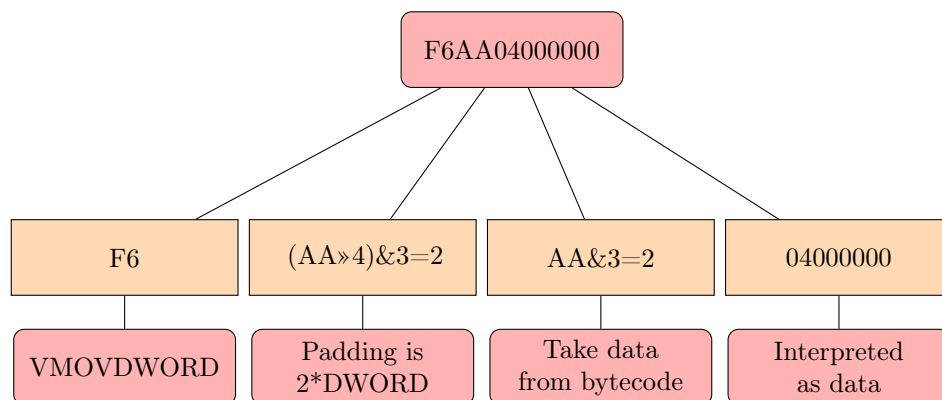 F6AA04000000
F6
(AA»4)&3=2
AA&3=2
04000000
VMOVDWORD
Padding is
2*DWORD
Take data
from bytecode
Interpreted
as data